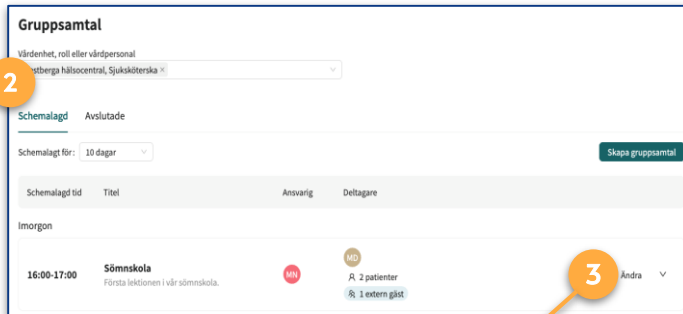 Gruppsamtal
Vårdenhet, roll eller vårdpersonal
hälsocentral, Sjuksköterska ×
2
Schemalagd Avslutade
Schemalagt för: 10 dagar
Skapa gruppsamtal
Schemalagd tid Titel Ansvarig Deltagare
Imorgon
MD
16:00-17:00 Sömnskola MN 2 patienter 3 Ändra
Första lektionen i vår sömnskola.
1 extern gäst